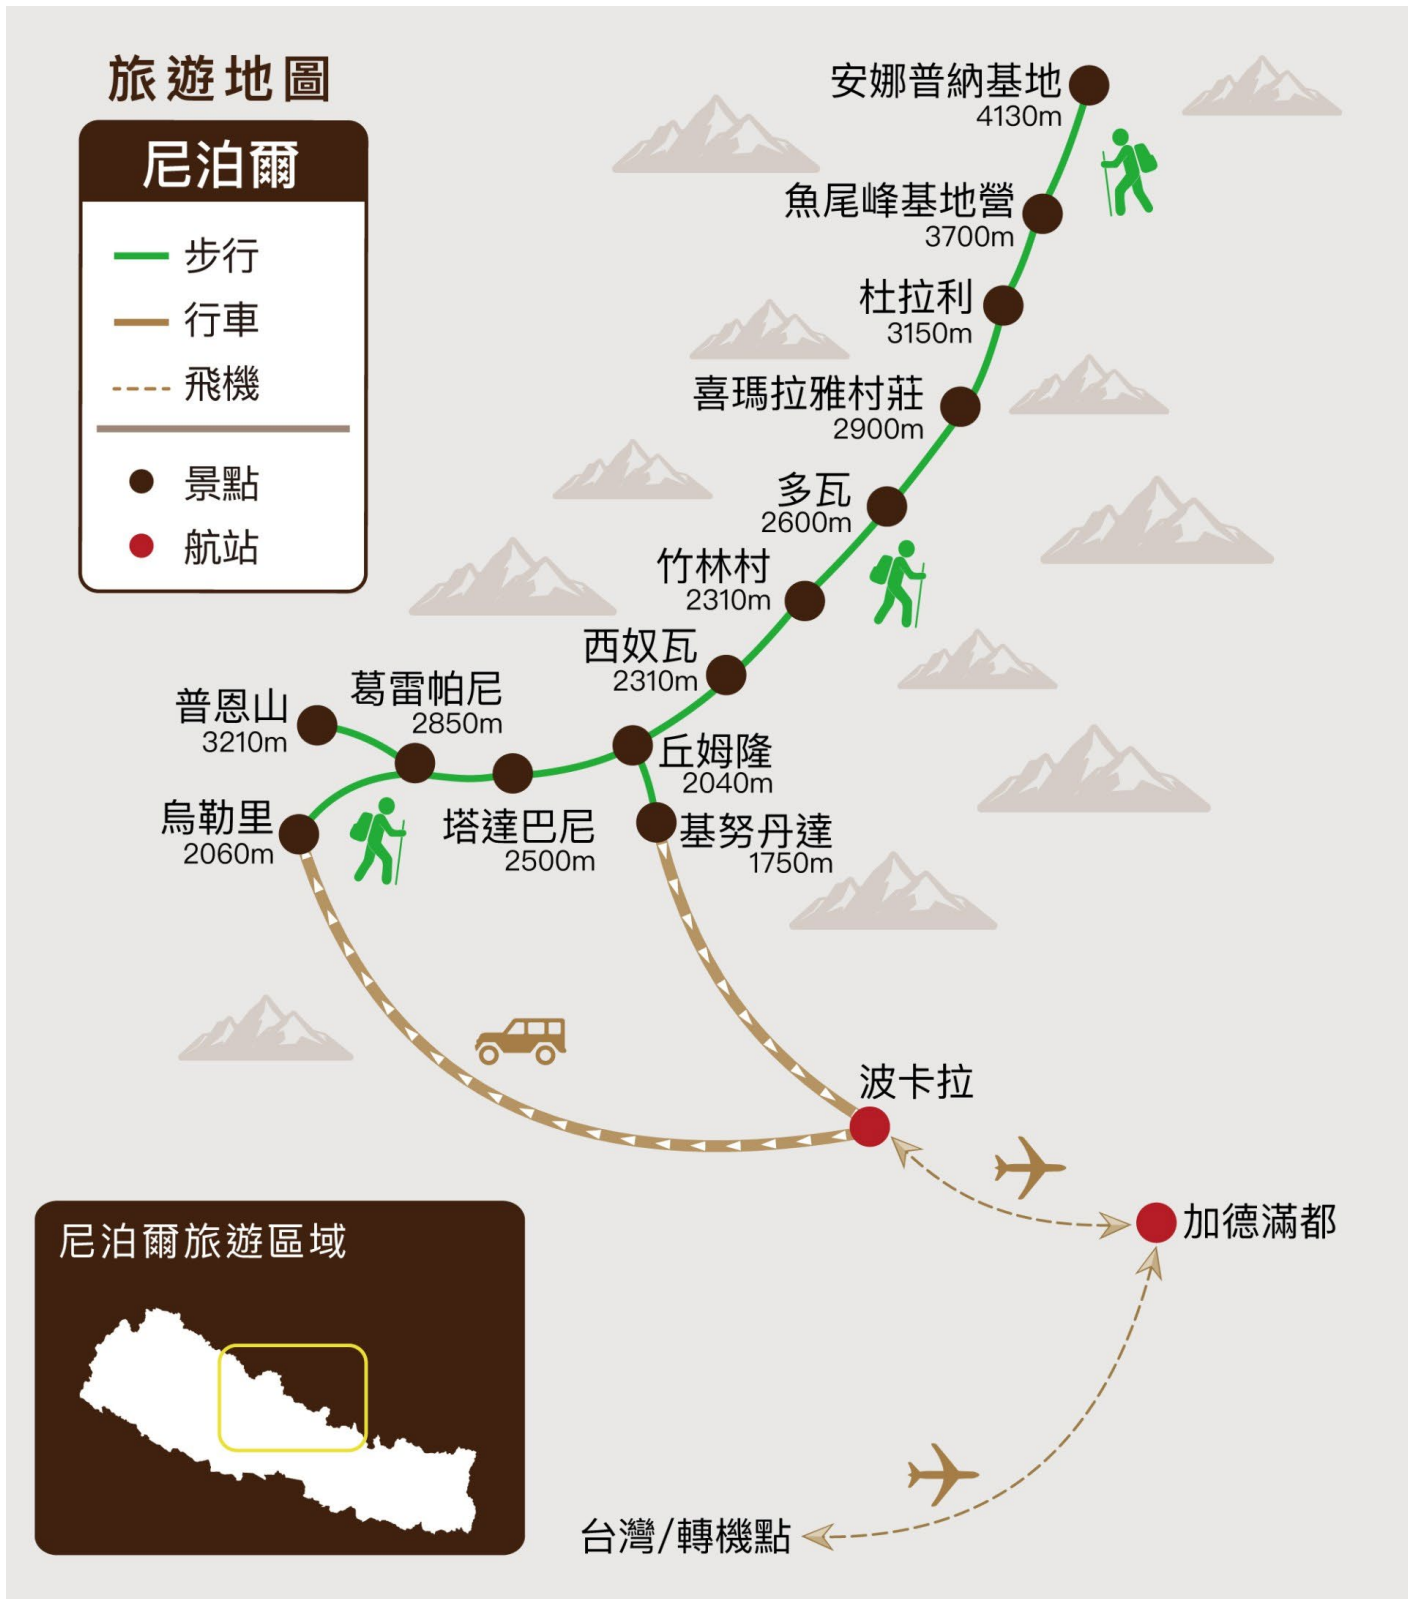 旅遊地圖
尼泊爾
步行
行車
飛機
景點
航站
安娜普納基地
4130m
魚尾峰基地營
3700m
杜拉利
3150m
喜瑪拉雅村莊
2900m
多瓦
2600m
竹林村
2310m
西奴瓦
2310m
葛雷帕尼
2850m
普恩山
3210m
丘姆隆
2040m
烏勒里
2060m
塔達巴尼
2500m
基努丹達
1750m
波卡拉
加德滿都
尼泊爾旅遊區域
台灣/轉機點